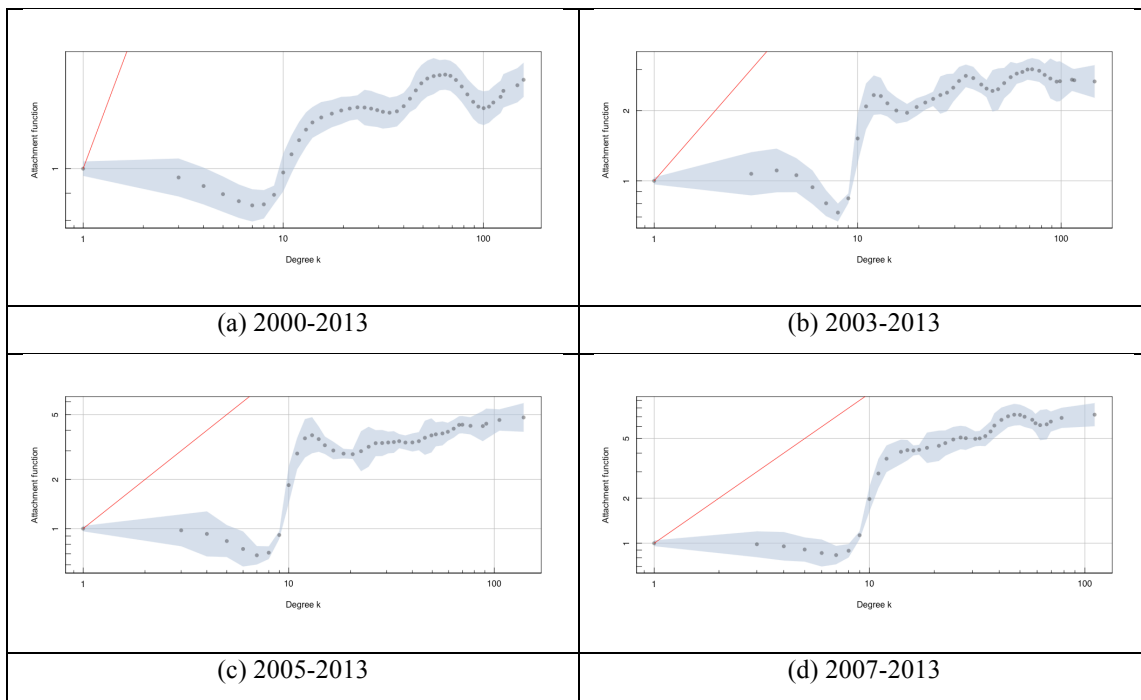 Attachment function
1
1
10
100
Degree k
(a) 2000-2013
Attachment function
2
1
1
10
100
Degree k
(b) 2003-2013
Attachment function
5
2
1
1
10
100
Degree k
(c) 2005-2013
Attachment function
5
2
1
1
10
100
Degree k
(d) 2007-2013